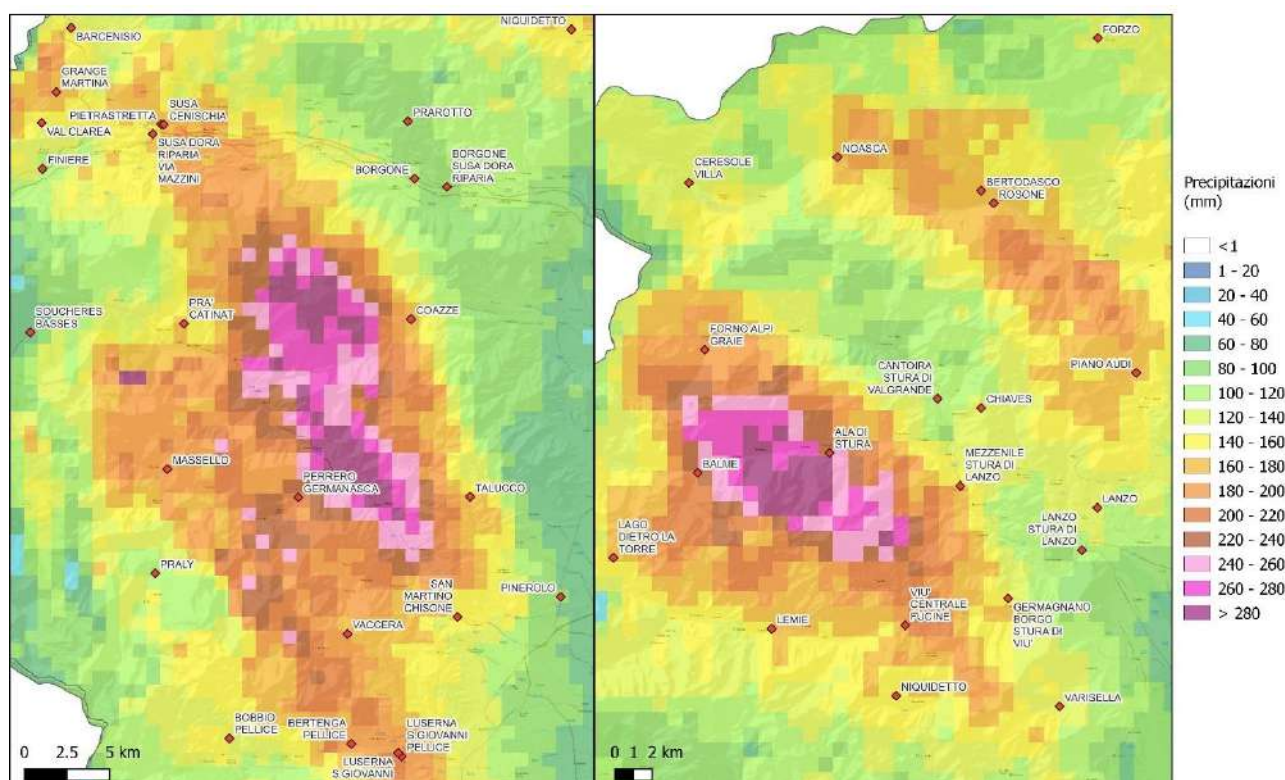 BARCENISIO
NIQUIDETTO
GRANGE
MARTINA
PIETRASTRETTA
SUSA
CENISCHIA
VAL CLAREA
SUSA DORA
RIPARIA
VIA
MAZZINI
FINIERE
PRAROTTO
BORGONE
BORGONE
SUSA DORA
RIPARIA
SOUCHERES
BASSES
PRA'
CATINAT
COAZZE
MASSELLO
PERRERO
GERMANASCA
TALUCCO
PRALY
SAN
MARTINO
CHISONE
PINEROLO
VACCERA
BOBBIO
PELLICE
BERTENGA
PELLICE
LUSERNA
S.GIOVANNI
PELLICE
LUSERNA
S.GIOVANNI
0 2.5 5 km
FORZO
NOASCA
CERESOLE
VILLA
BERTODASCO
ROSONE
FORNO ALPI
GRAIE
PIANO AUDI
CANTOIRA
STURA DI
VALGRANDE
CHIAVES
ALA DI
STURA
BALME
MEZZENILE
STURA DI
LANZO
LANZO
LANZO
STURA DI
LANZO
LAGO
DIETRO LA
TORRE
LEMIE
VIU'
CENTRALE
FUCINE
GERMAGNANO
BORGO
STURA DI
VIU'
NIQUIDETTO
VARISELLA
0 1 2 km
Precipitazioni
(mm)
<1
1 - 20
20 - 40
40 - 60
60 - 80
80 - 100
100 - 120
120 - 140
140 - 160
160 - 180
180 - 200
200 - 220
220 - 240
240 - 260
260 - 280
> 280